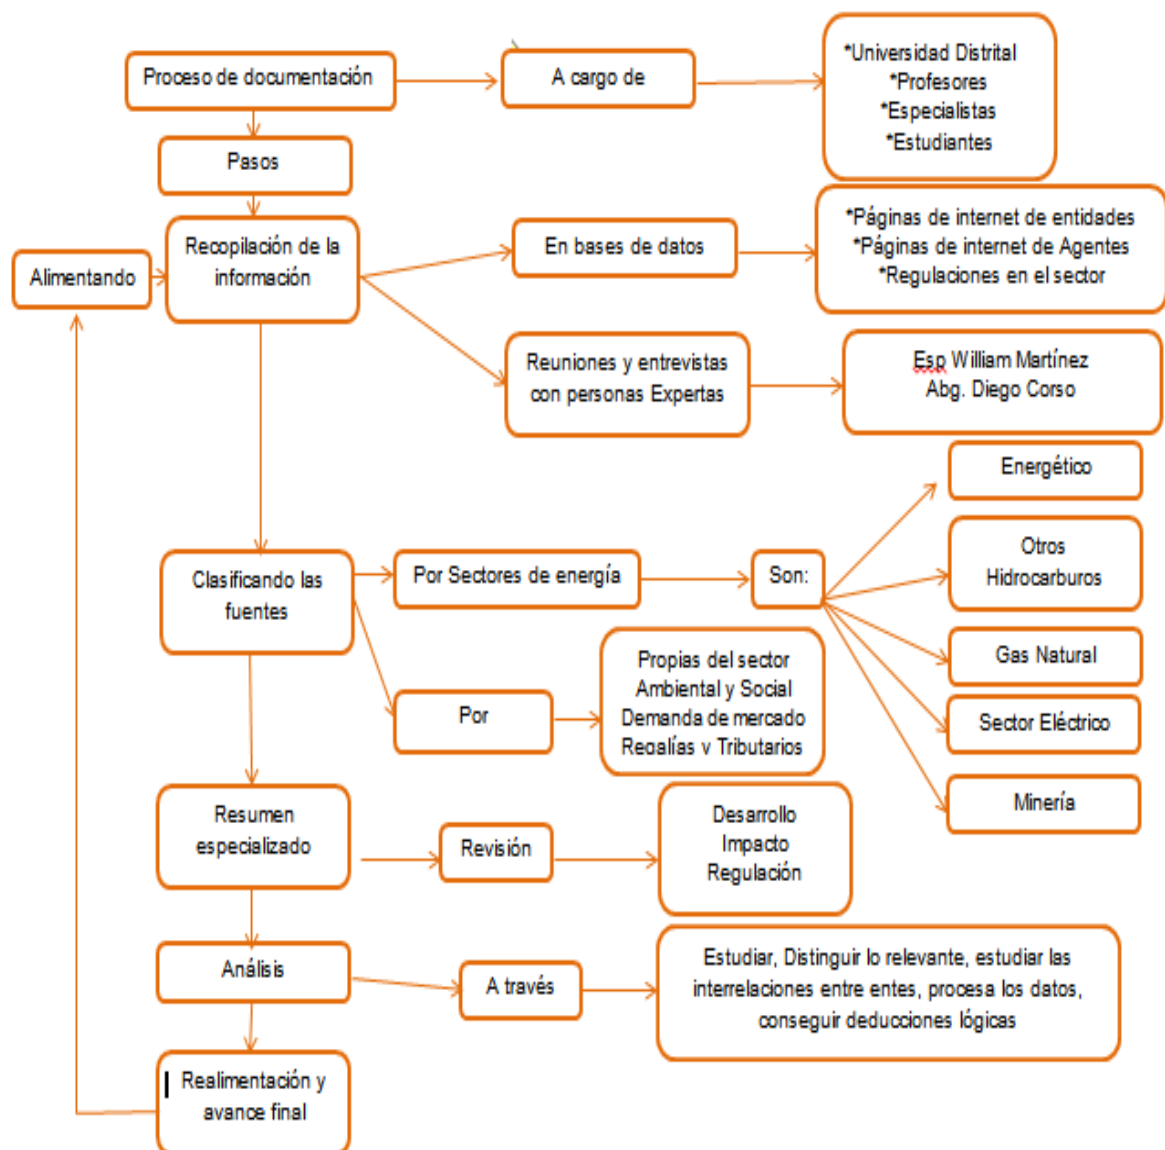 Proceso de documentación
A cargo de
*Universidad Distrital
*Profesores
*Especialistas
*Estudiantes
Pasos
Alimentando
Recopilación de la
información
En bases de datos
*Páginas de internet de entidades
*Páginas de internet de Agentes
*Regulaciones en el sector
Reuniones y entrevistas
con personas Expertas
Esp William Martínez
Abg. Diego Corso
Clasificando las
fuentes
Por Sectores de energía
Son:
Energético
Otros
Hidrocarburos
Gas Natural
Sector Eléctrico
Minería
Por
Propias del sector
Ambiental y Social
Demanda de mercado
Regalías y Tributarios
Resumen
especializado
Revisión
Desarrollo
Impacto
Regulación
Análisis
A través
Estudiar, Distinguir lo relevante, estudiar las
interrelaciones entre entes, procesa los datos,
conseguir deducciones lógicas
Realimentación y
avance final